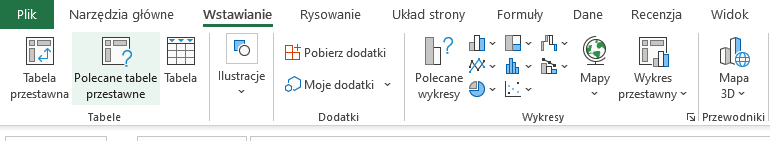 Plik Narzędzia główne Wstawianie Rysowanie Układ strony Formuły Dane Recenzja Widok
Tabela przestawna
Polecane tabele przestawne
Tabela
Tabele
Ilustracje
Pobierz dodatki
Moje dodatki
Dodatki
Polecane wykresy
Mapy
Wykres przestawny
Wykresy
Mapa 3D
Przewodniki